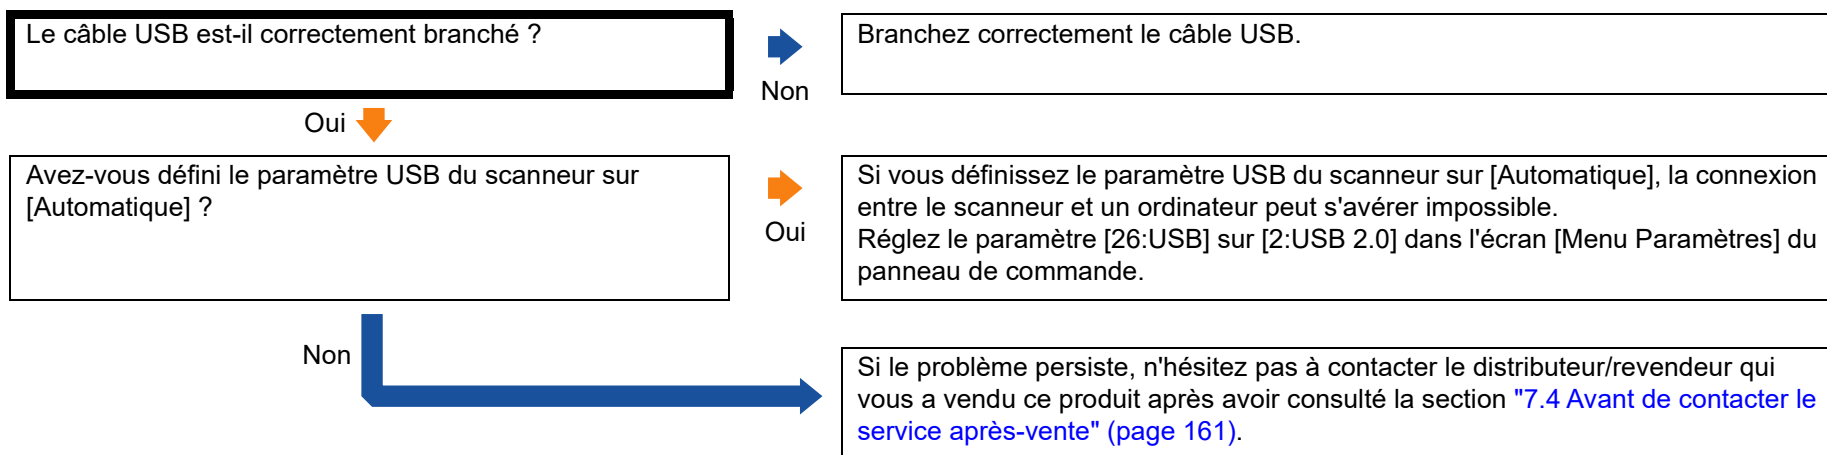 Le câble USB est-il correctement branché ?
Non
Branchez correctement le câble USB.
Oui
Avez-vous défini le paramètre USB du scanneur sur
[Automatique] ?
Oui
Si vous définissez le paramètre USB du scanneur sur [Automatique], la connexion
entre le scanneur et un ordinateur peut s'avérer impossible.
Réglez le paramètre [26:USB] sur [2:USB 2.0] dans l'écran [Menu Paramètres] du
panneau de commande.
Non
Si le problème persiste, n'hésitez pas à contacter le distributeur/revendeur qui
vous a vendu ce produit après avoir consulté la section "7.4 Avant de contacter le
service après-vente" (page 161).